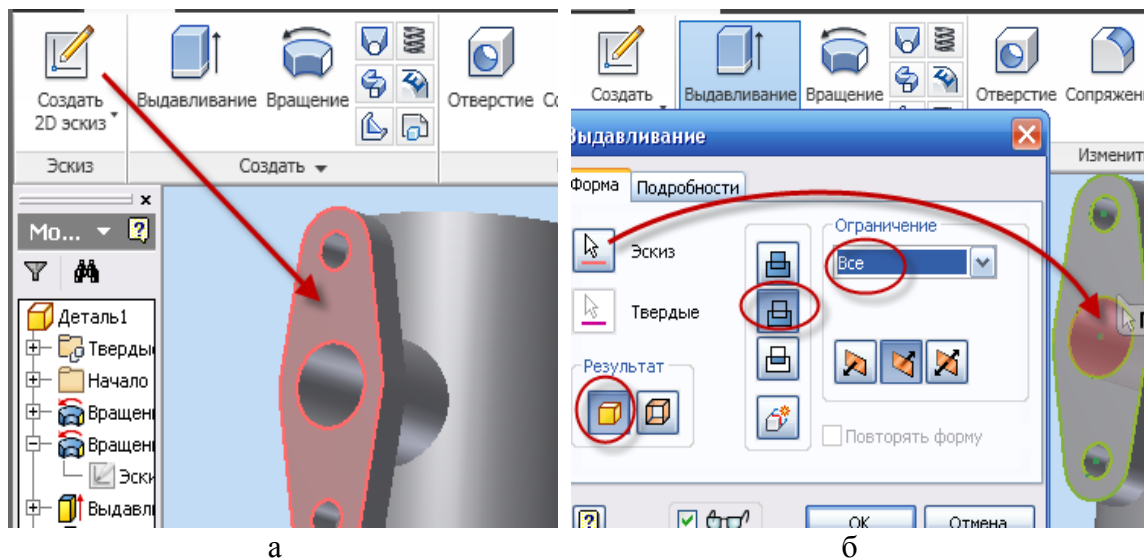 Создать
2D эскиз
Выдавливание
Вращение
Отверстие
Эскиз
Создать
Мо...
Деталь1
Начало
а
Создать
Выдавливание
Вращение
Отверстие
Выдавливание
Форма
Подробности
Эскиз
Твердые
Результат
Ограничение
Все
Повторять форму
OK
Отмена
б